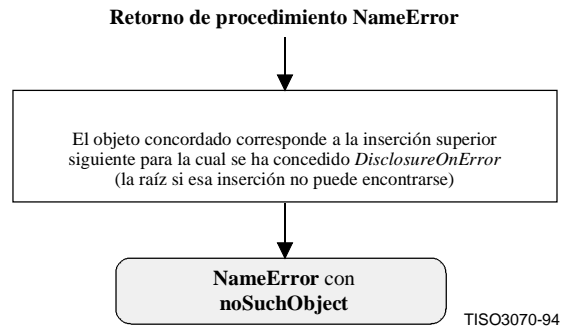 Retorno de procedimiento NameError
El objeto concordado corresponde a la inserción superior
siguiente para la cual se ha concedido DisclosureOnError
(la raíz si esa inserción no puede encontrarse)
NameError con
noSuchObject
TISO3070-94